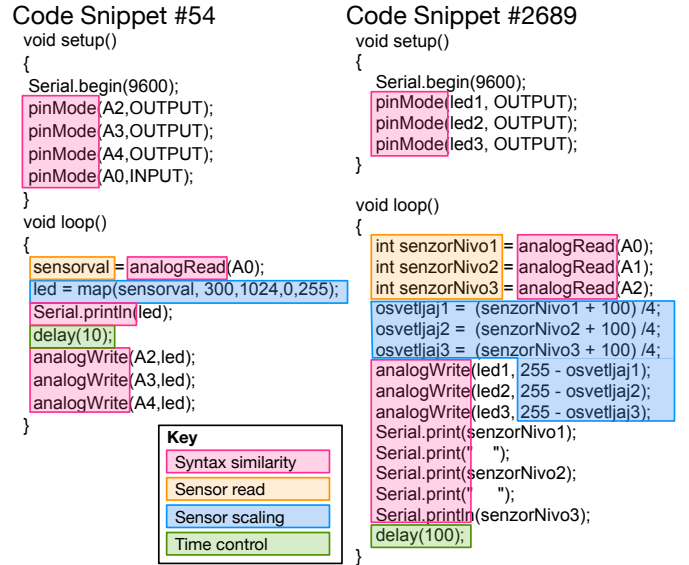 Code Snippet #54
void setup()
{
Serial.begin(9600);
pinMode(A2,OUTPUT);
pinMode(A3,OUTPUT);
pinMode(A4,OUTPUT);
pinMode(A0,INPUT);
}
void loop()
{
sensorval = analogRead(A0);
led = map(sensorval, 300,1024,0,255);
Serial.println(led);
delay(10);
analogWrite(A2,led);
analogWrite(A3,led);
analogWrite(A4,led);
}
Code Snippet #2689
void setup()
{
Serial.begin(9600);
pinMode(led1, OUTPUT);
pinMode(led2, OUTPUT);
pinMode(led3, OUTPUT);
}
void loop()
{
int senzorNivo1 = analogRead(A0);
int senzorNivo2 = analogRead(A1);
int senzorNivo3 = analogRead(A2);
osvetljaj1 = (senzorNivo1 + 100) /4;
osvetljaj2 = (senzorNivo2 + 100) /4;
osvetljaj3 = (senzorNivo3 + 100) /4;
analogWrite(led1, 255 - osvetljaj1);
analogWrite(led2, 255 - osvetljaj2);
analogWrite(led3, 255 - osvetljaj3);
Serial.print(senzorNivo1);
Serial.print("    ");
Serial.print(senzorNivo2);
Serial.print("      ");
Serial.println(senzorNivo3);
delay(100);
}
Key
Syntax similarity
Sensor read
Sensor scaling
Time control